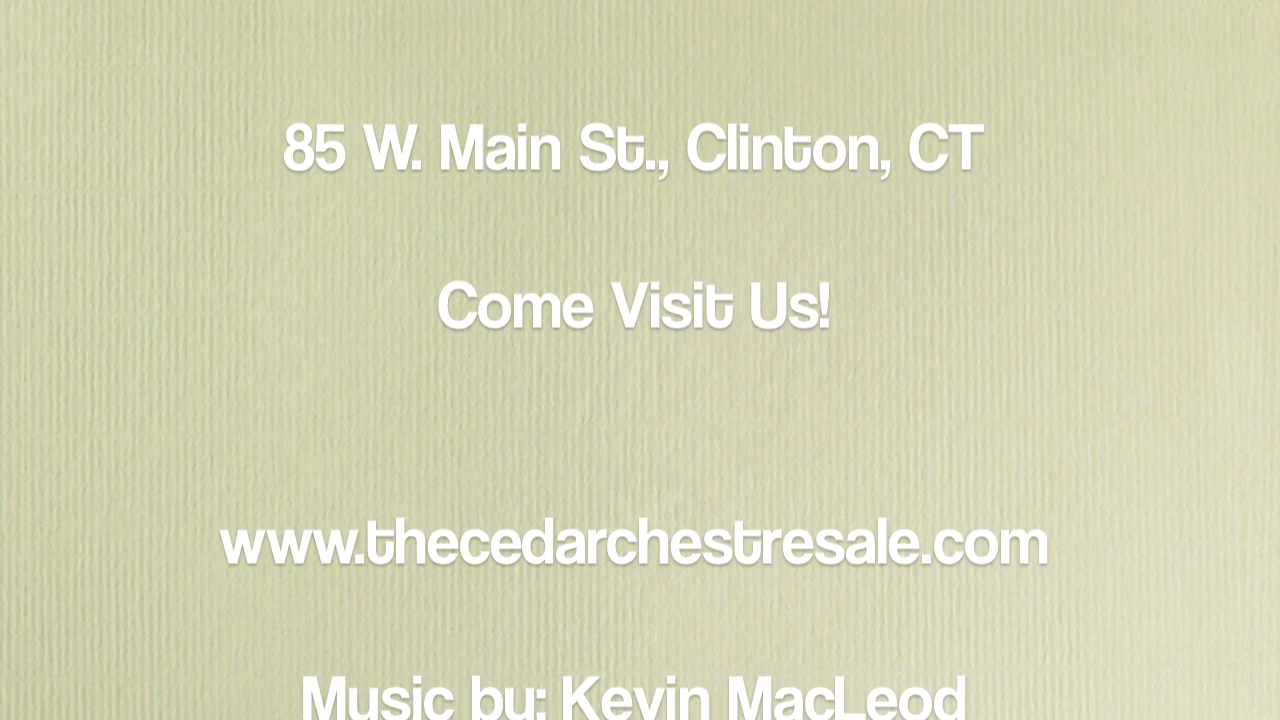 85 W. Main St., Clinton, CT
Come Visit Us!
www.thecedarchestresale.com
Music by: Kevin MacLeod